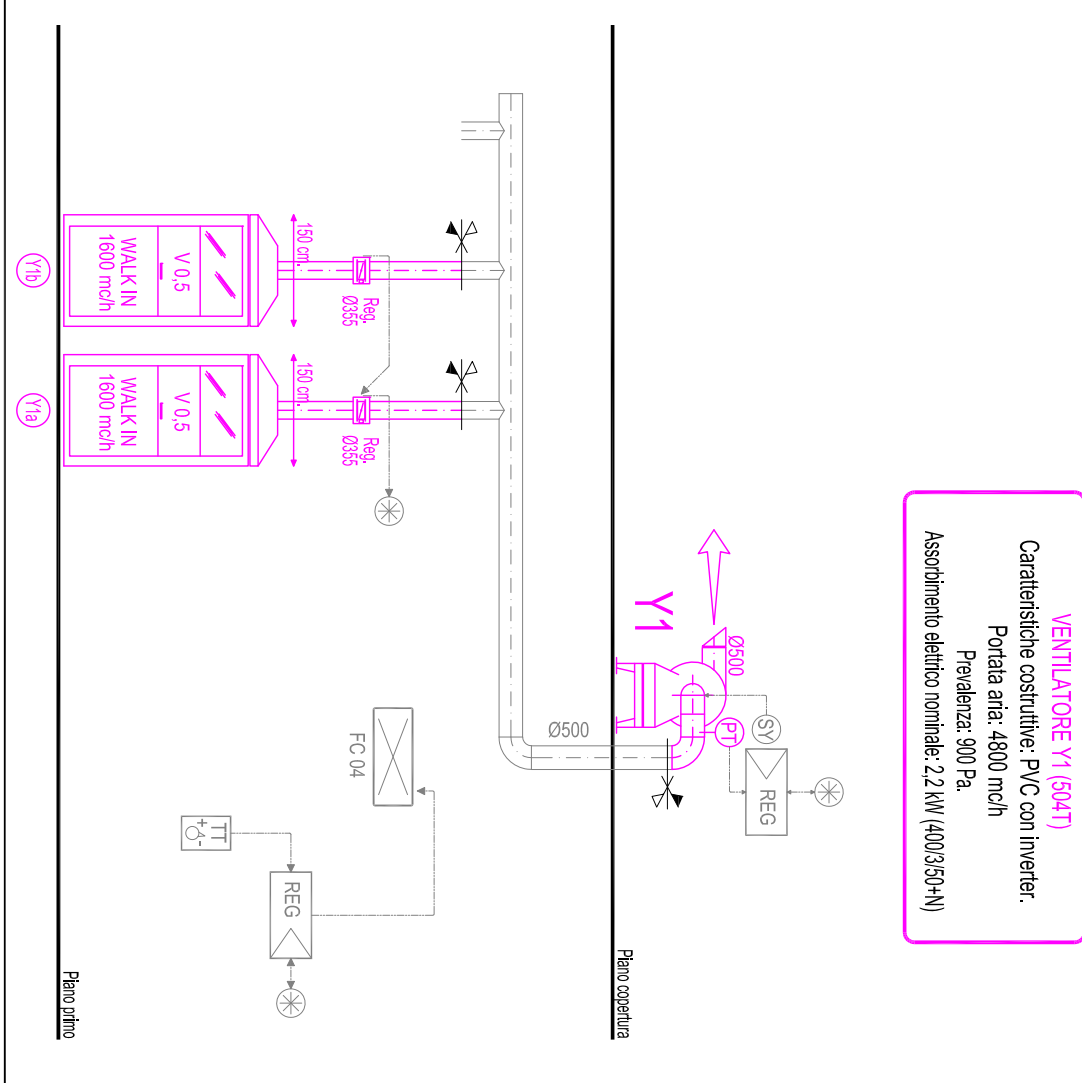 VENTILATORE Y1 (504T)
Caratteristiche costruttive: PVC con inverter.
Portata aria: 4800 mc/h
Prevalenza: 900 Pa.
Assorbimento elettrico nominale: 2,2 kW (400/3/50+N)
REG
SY
PT
Ø500
Y1
Piano copertura
Ø500
Reg.
Ø355
Reg.
Ø355
150 cm.
150 cm.
V 0,5
WALK IN
1600 mc/h
V 0,5
WALK IN
1600 mc/h
Y1b
Y1a
FC 04
TT
+ -
REG
Piano primo